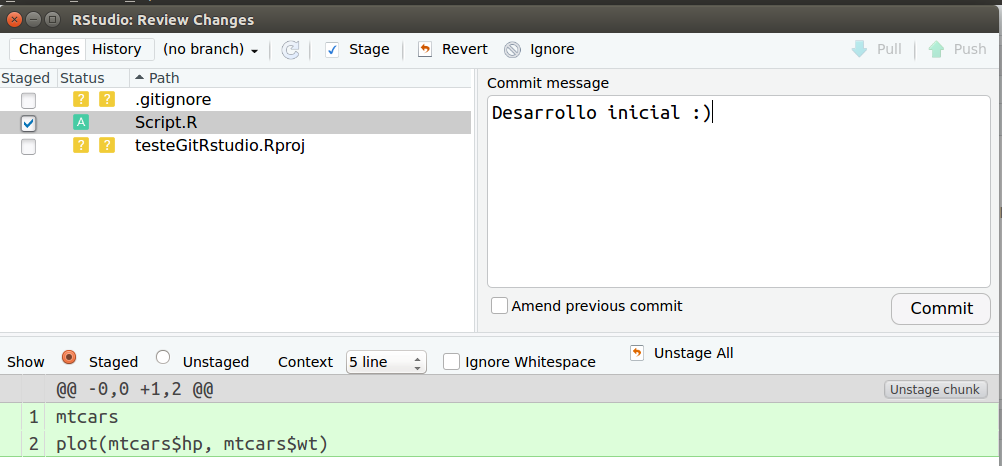 RStudio: Review Changes
Changes History (no branch) Stage Revert Ignore Pull Push
Staged Status Path
? ? .gitignore
A Script.R
? ? testeGitRstudio.Rproj
Commit message
Desarrollo inicial :)
Amend previous commit Commit
Show Staged Unstaged Context 5 line Ignore Whitespace Unstage All
@@ -0,0 +1,2 @@ Unstage chunk
1 mtcars
2 plot(mtcars$hp, mtcars$wt)